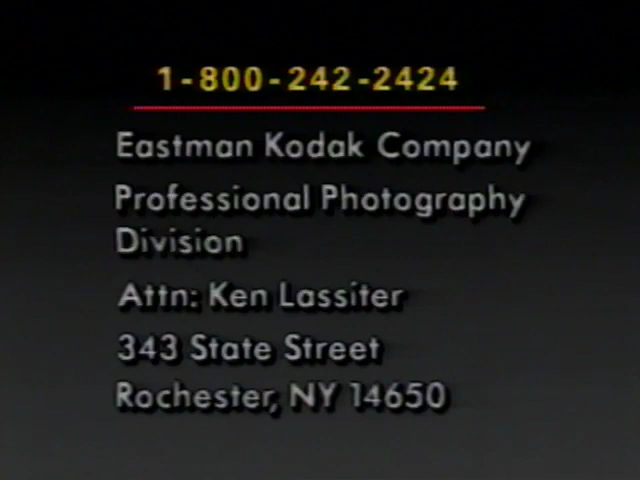 1-800-242-2424
Eastman Kodak Company
Professional Photography
Division
Attn: Ken Lassiter
343 State Street
Rochester, NY 14650